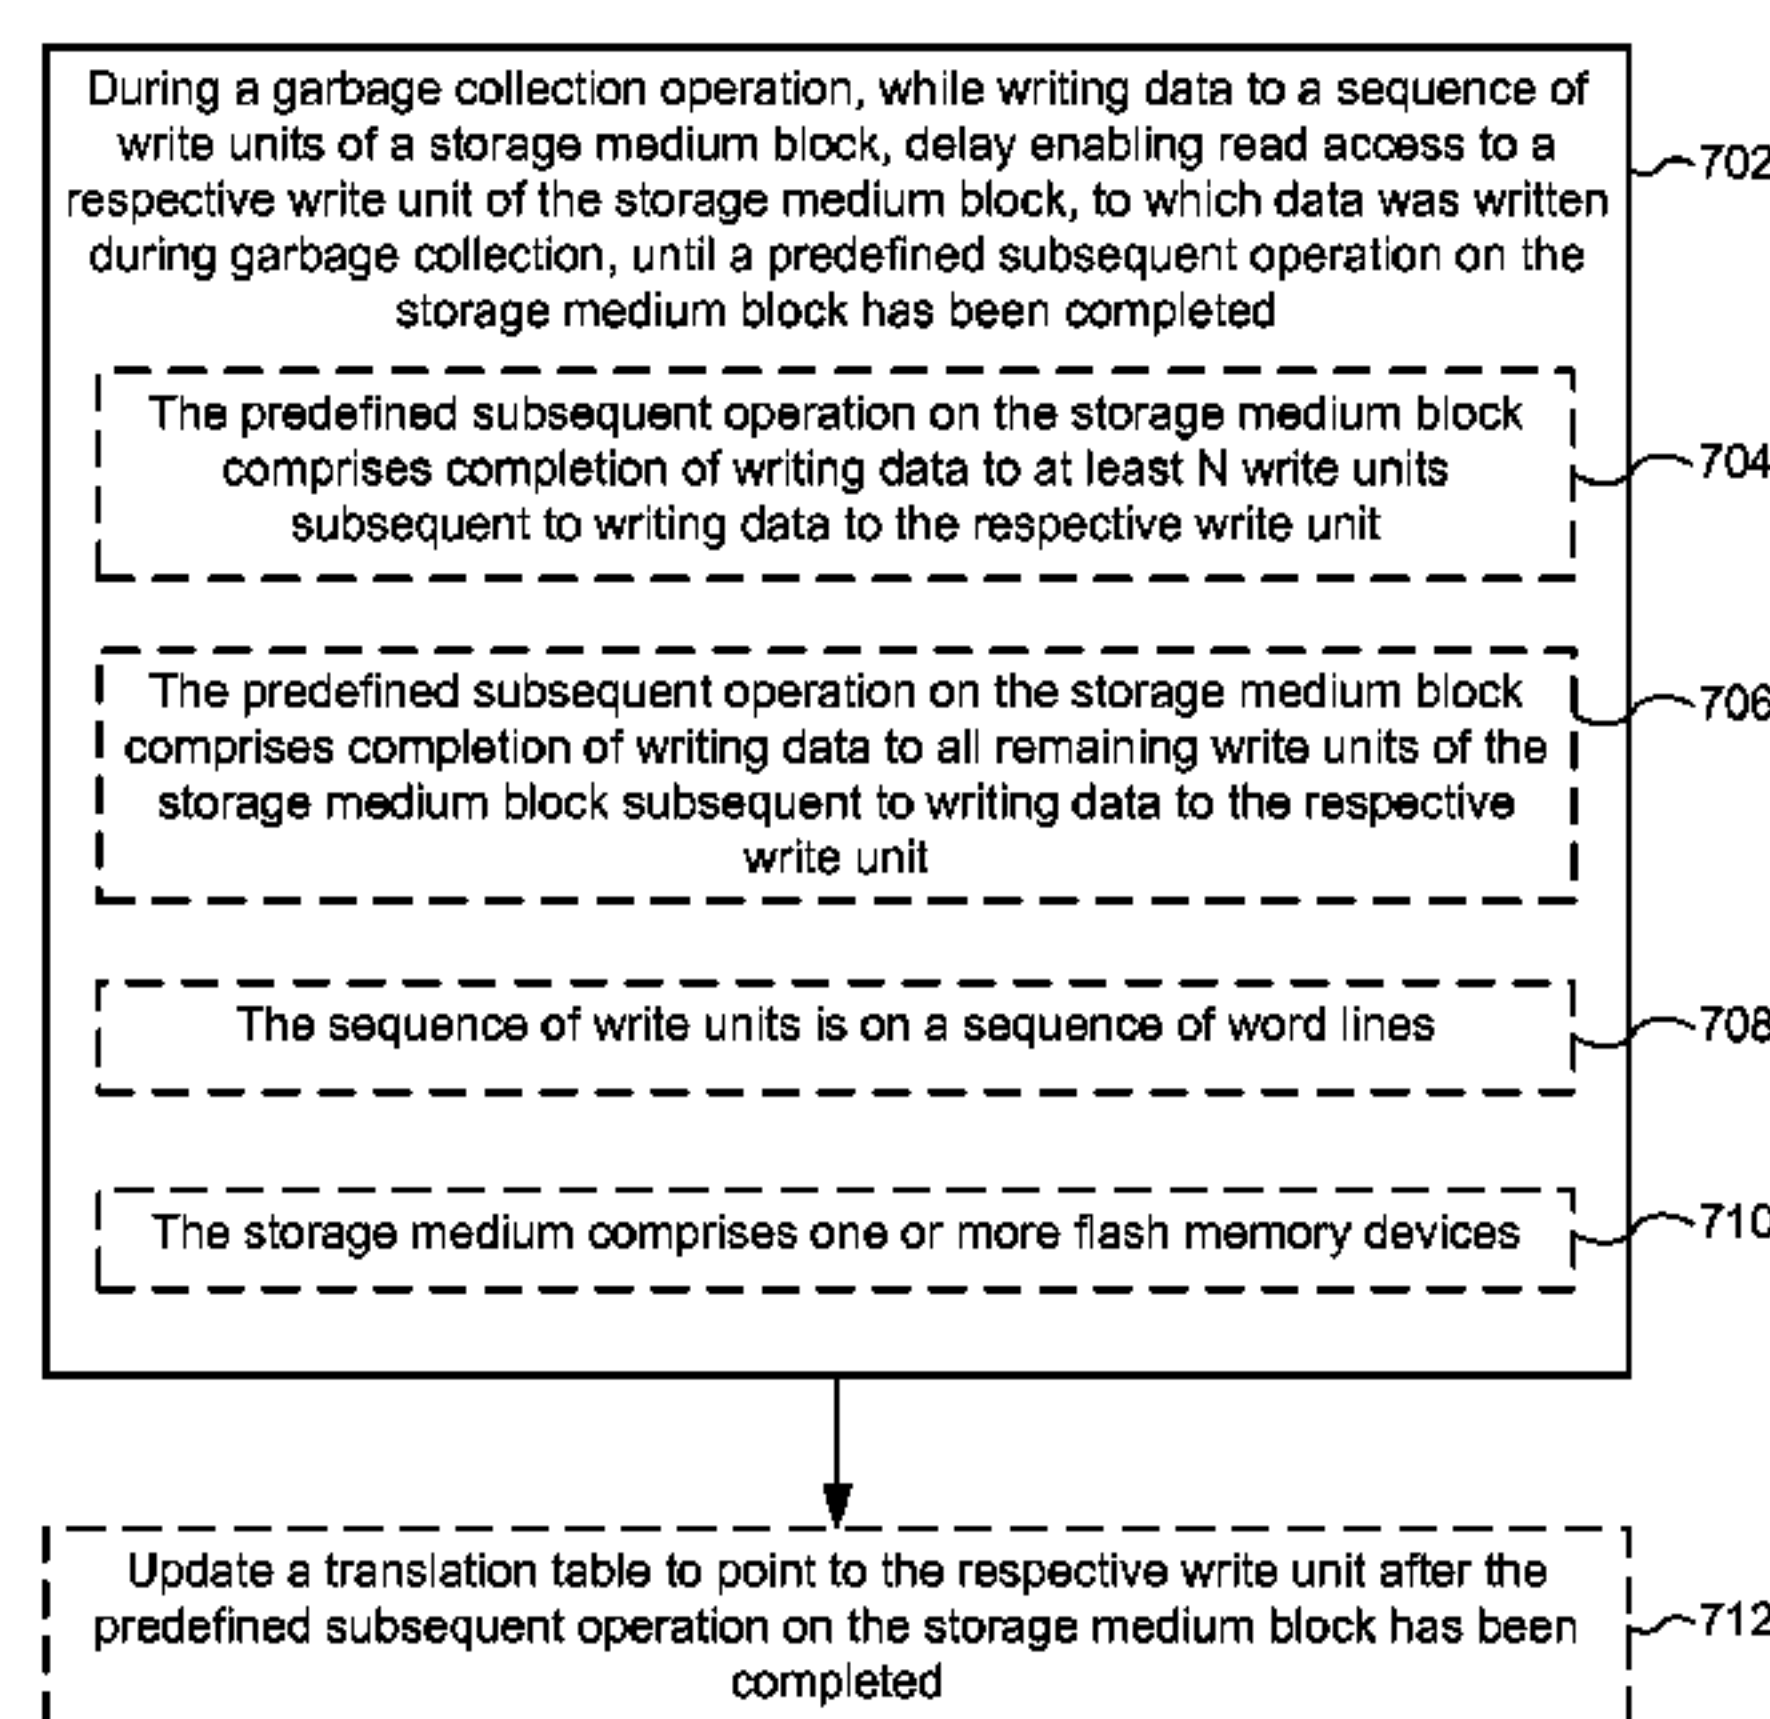 During a garbage collection operation, while writing data to a sequence of
write units of a storage medium block, delay enabling read access to a
respective write unit of the storage medium block, to which data was written
during garbage collection, until a predefined subsequent operation on the
storage medium block has been completed
702
The predefined subsequent operation on the storage medium block
comprises completion of writing data to at least N write units
subsequent to writing data to the respective write unit
704
The predefined subsequent operation on the storage medium block
comprises completion of writing data to all remaining write units of the
storage medium block subsequent to writing data to the respective
write unit
706
The sequence of write units is on a sequence of word lines
708
The storage medium comprises one or more flash memory devices
710
Update a translation table to point to the respective write unit after the
predefined subsequent operation on the storage medium block has been
completed
712